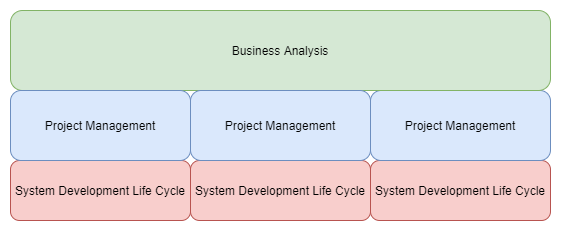 Business Analysis
Project Management Project Management Project Management
System Development Life Cycle System Development Life Cycle System Development Life Cycle